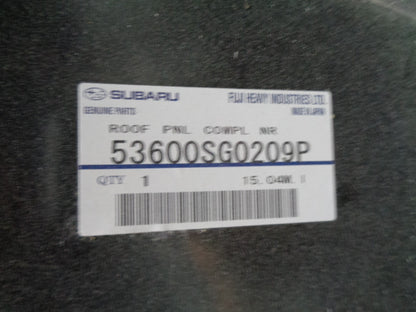 SUBARU FUJI HEAVY INDUSTRIES LTD.
GENUINE PARTS MADE IN JAPAN
ROOF PNL COMPL NR
53600SG0209P
QTY 1 15.04W.I